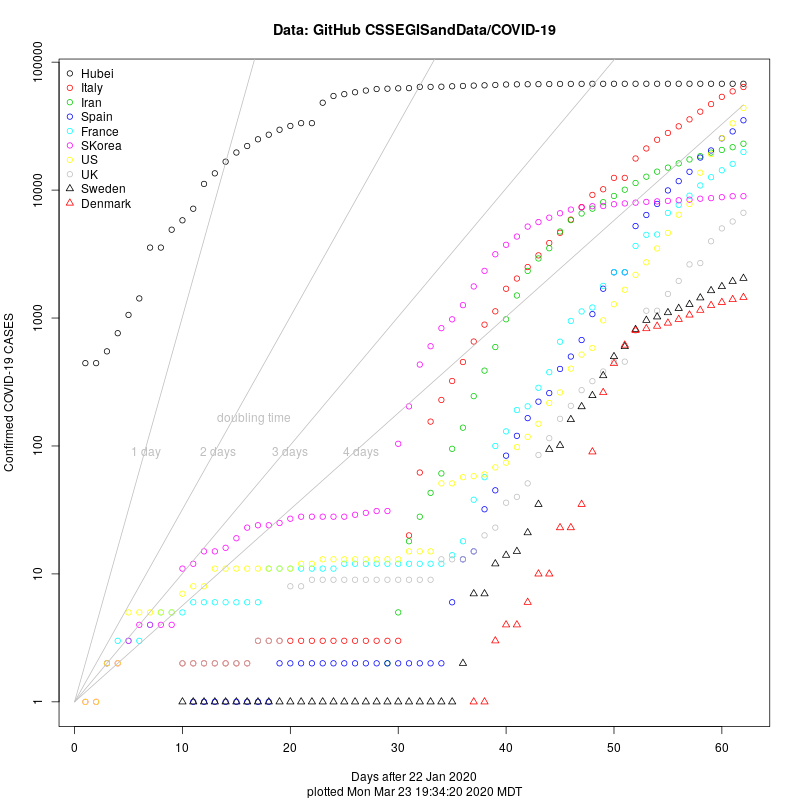 Data: GitHub CSSEGISandData/COVID-19
100000
10000
1000
100
10
1
Confirmed COVID-19 CASES
Hubei
Italy
Iran
Spain
France
SKorea
US
UK
Sweden
Denmark
doubling time
1 day 2 days 3 days 4 days
0 10 20 30 40 50 60
Days after 22 Jan 2020
plotted Mon Mar 23 19:34:20 2020 MDT